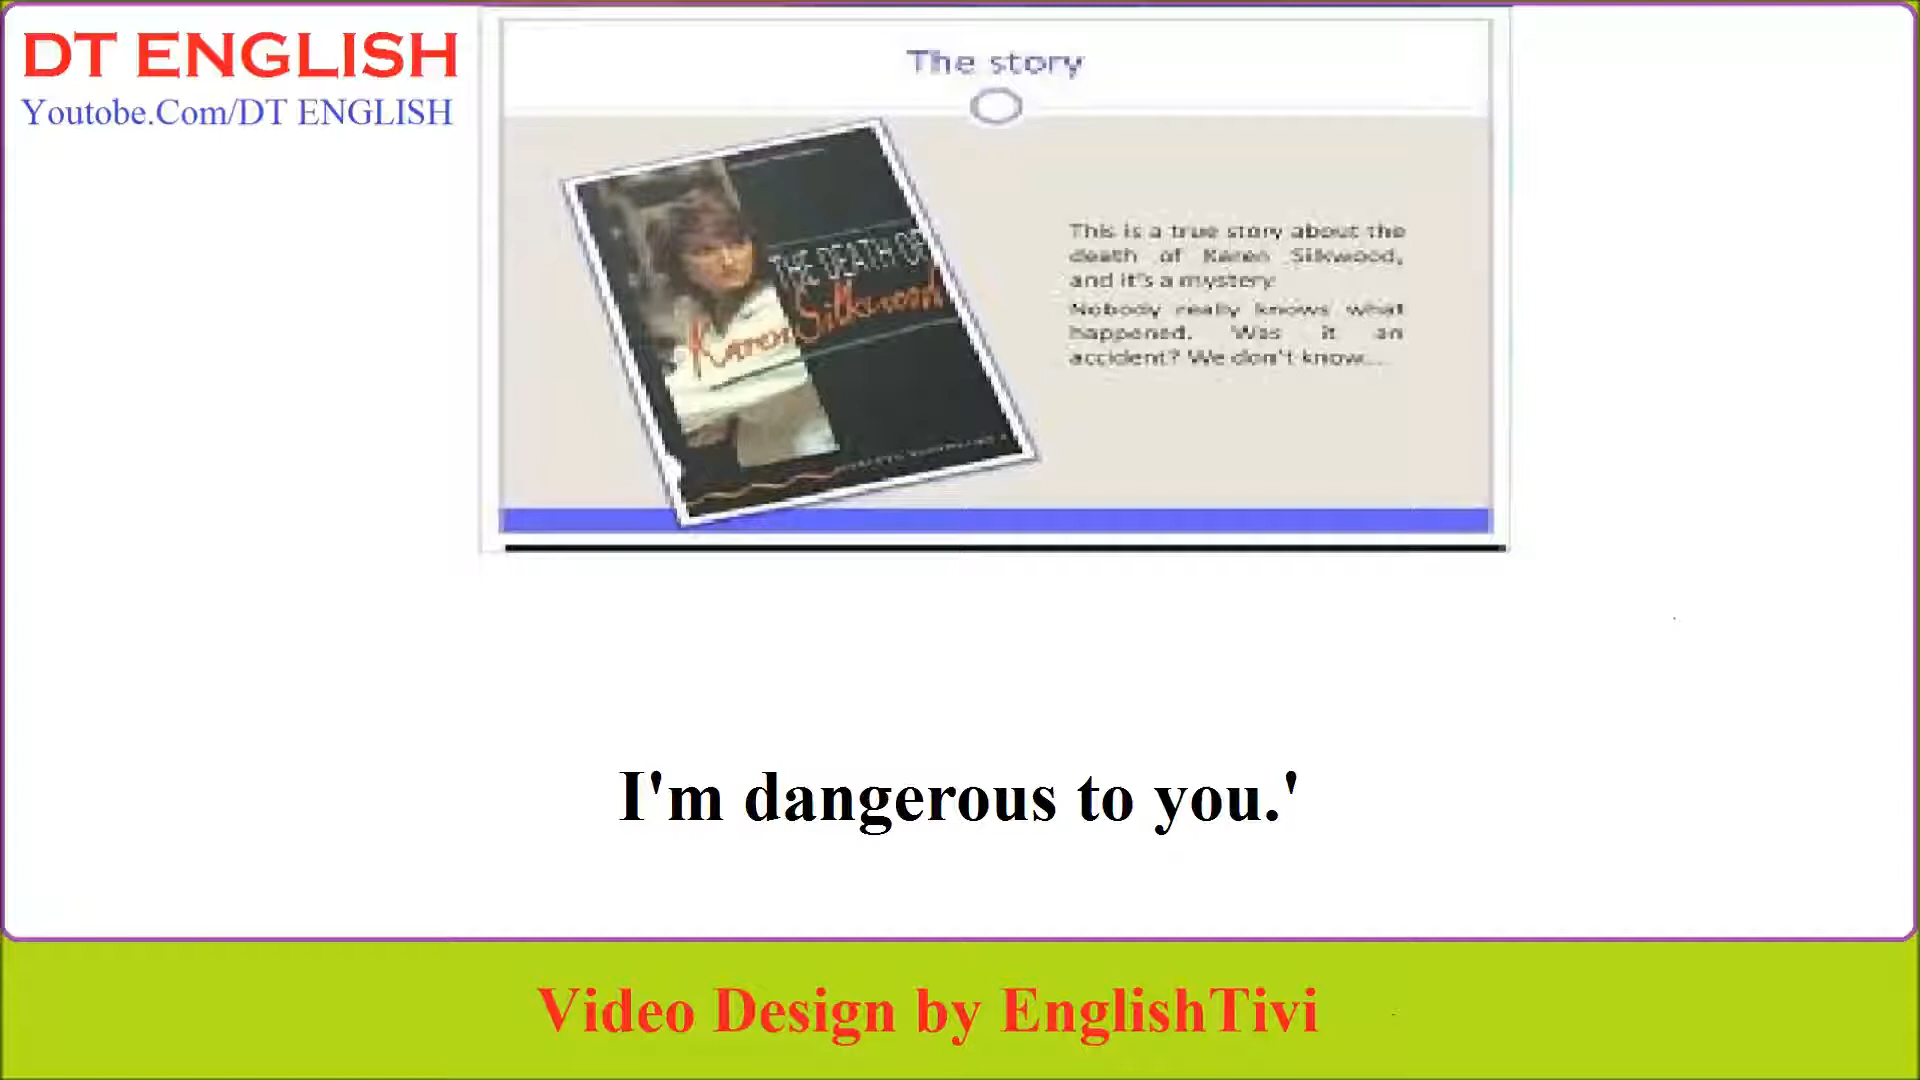 DT ENGLISH
Youtobe.Com/DT ENGLISH
The story
THE DEATH OF
Karen Silkwood
This is a true story about the
death of Karen Silkwood,
and it's a mystery
Nobody really knows what
happened. Was it an
accident? We don't know...
I'm dangerous to you.'
Video Design by EnglishTivi